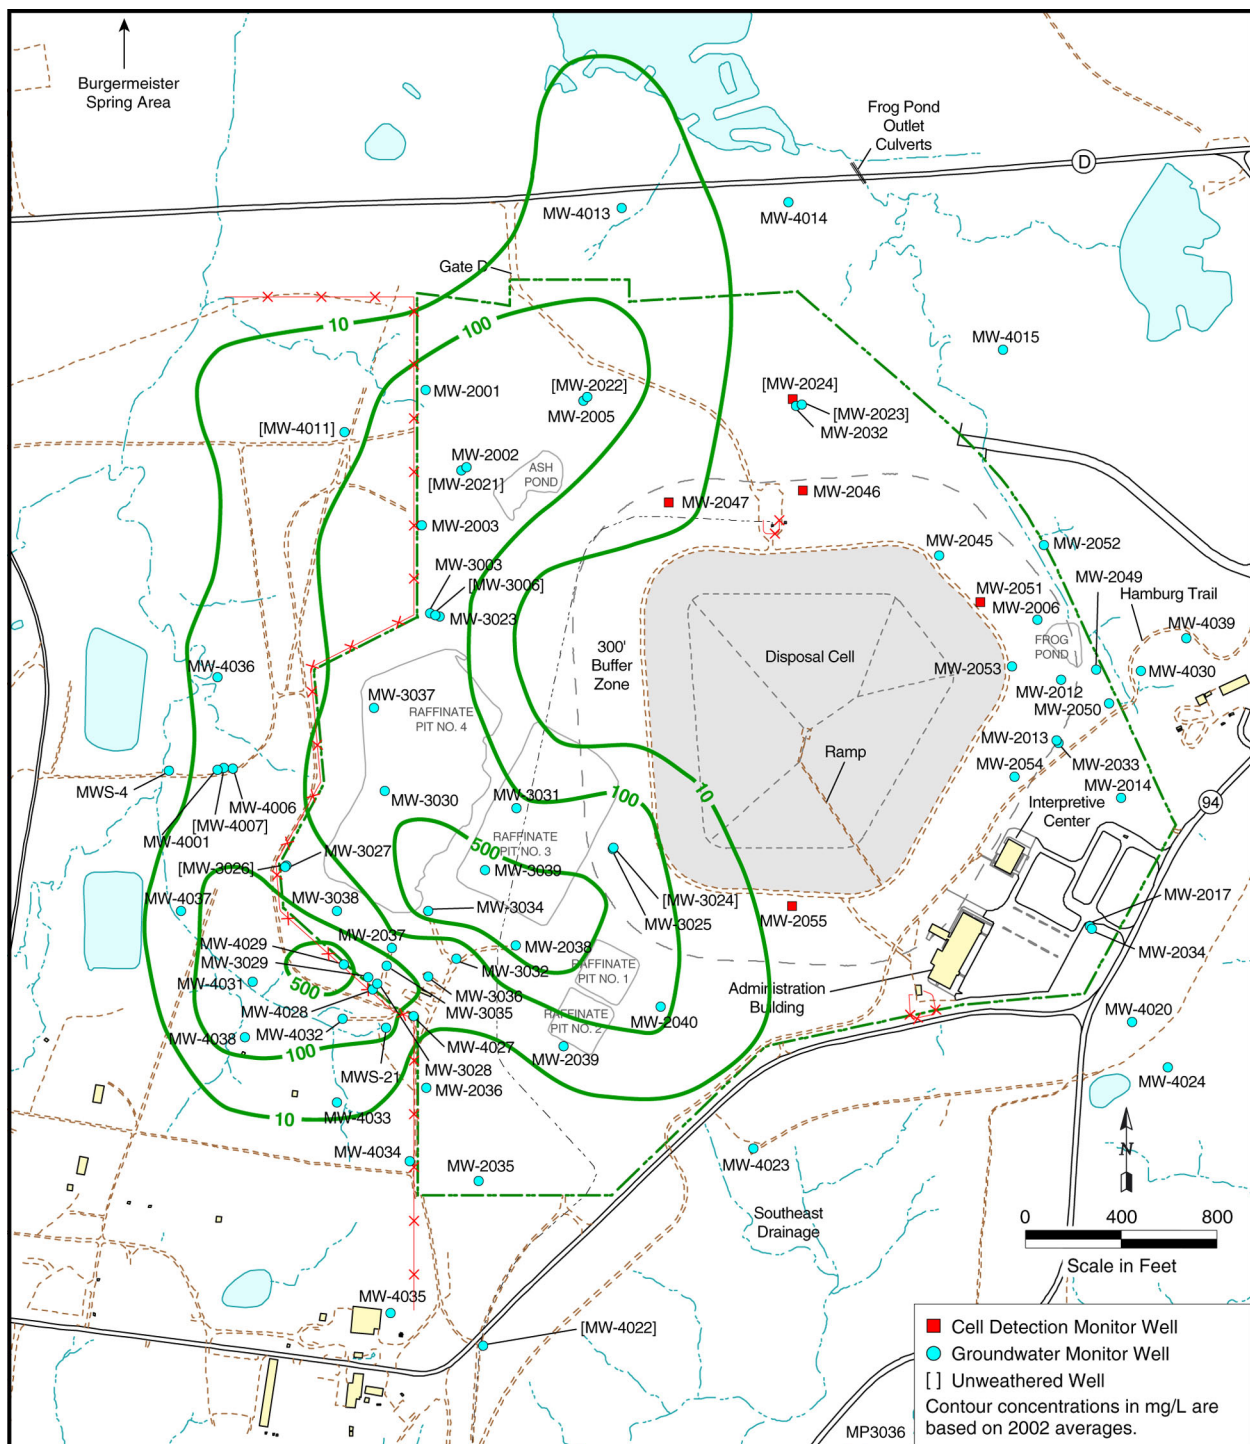 Burgermeister
Spring Area
Frog Pond
Outlet
Culverts
D
MW-4013
MW-4014
Gate D
10
100
MW-4015
MW-2001
[MW-2022]
MW-2005
[MW-2024]
[MW-2023]
MW-2032
[MW-4011]
MW-2002
[MW-2021]
ASH
POND
MW-2047
MW-2046
MW-2003
MW-2045
MW-2052
MW-2049
MW-3003
[MW-3006]
MW-3023
MW-2051
MW-2006
Hamburg Trail
MW-4039
300'
Buffer
Zone
Disposal Cell
FROG
POND
MW-2053
MW-4030
MW-4036
MW-2012
MW-2050
MW-3037
RAFFINATE
PIT NO. 4
Ramp
MW-2013
MW-2033
MW-2054
MW-2014
MWS-4
MW-4006
[MW-4007]
MW-4001
MW-3030
MW-3031
100
10
94
Interpretive
Center
RAFFINATE
PIT NO. 3
500
MW-3027
[MW-3026]
MW-3039
[MW-3024]
MW-3025
MW-2055
MW-2017
MW-2034
MW-4037
MW-3038
MW-3034
MW-2037
MW-4029
MW-3029
MW-2038
MW-3032
RAFFINATE
PIT NO. 1
MW-4031
500
MW-3036
MW-3035
MW-4028
MW-4032
Administration
Building
RAFFINATE
PIT NO. 2
MW-2040
MW-4020
MW-4038
100
MW-4027
MW-3028
MWS-21
MW-2039
MW-2036
MW-4024
10
MW-4033
MW-4034
MW-2035
MW-4023
N
Southeast
Drainage
0 400 800
Scale in Feet
MW-4035
[MW-4022]
Cell Detection Monitor Well
Groundwater Monitor Well
[ ] Unweathered Well
Contour concentrations in mg/L are
based on 2002 averages.
MP3036